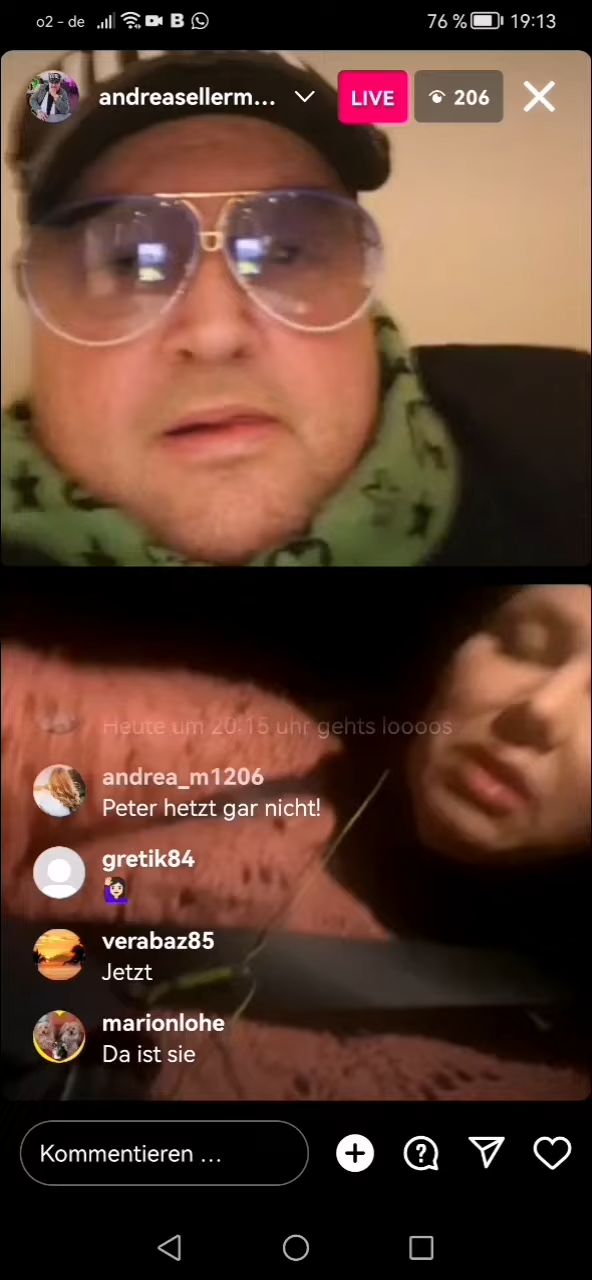 o2 - de
76 %
19:13
andreasellerm...
LIVE
206
Heute um 20:15 uhr gehts loooos
andrea_m1206
Peter hetzt gar nicht!
gretik84
verabaz85
Jetzt
marionlohe
Da ist sie
Kommentieren ...